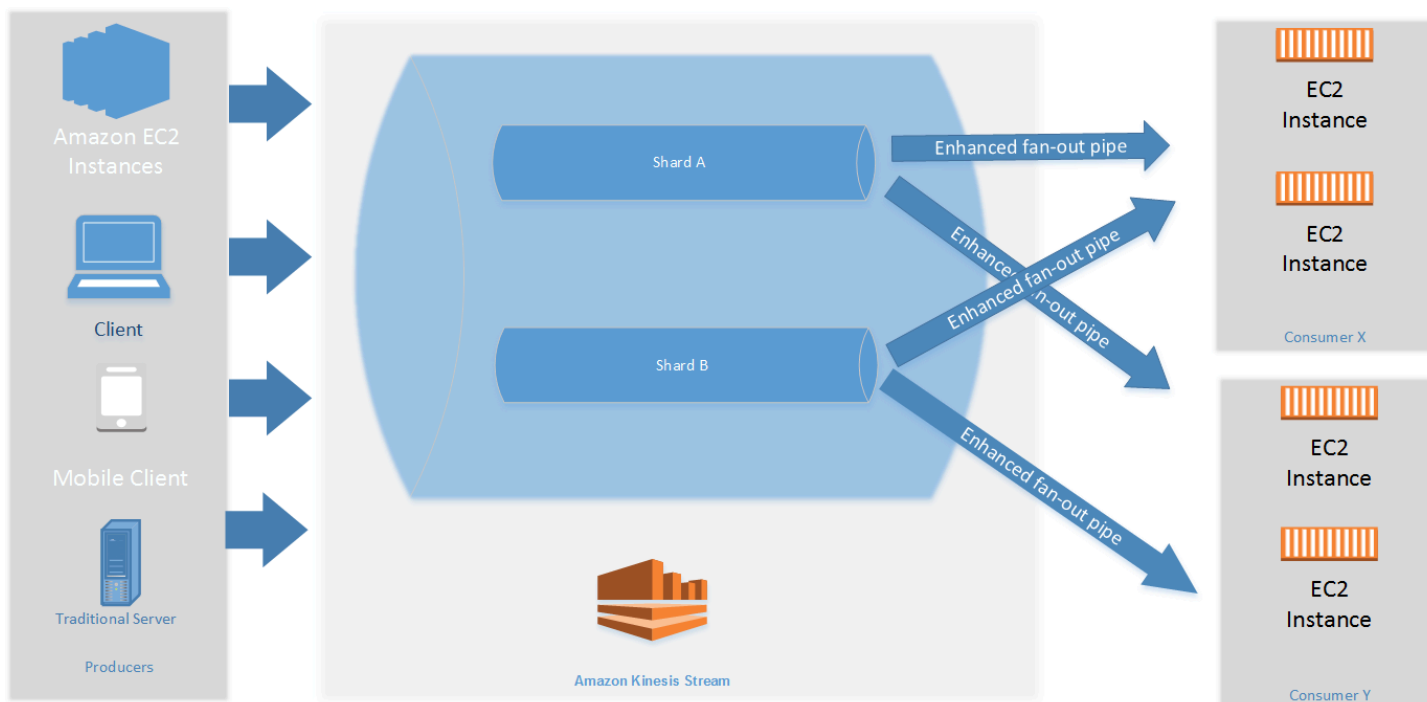 Amazon EC2
Instances
Client
Mobile Client
Traditional Server
Producers
Shard A
Shard B
Amazon Kinesis Stream
Enhanced fan-out pipe
Enhanced fan-out pipe
Enhanced fan-out pipe
Enhanced fan-out pipe
EC2
Instance
EC2
Instance
Consumer X
EC2
Instance
EC2
Instance
Consumer Y